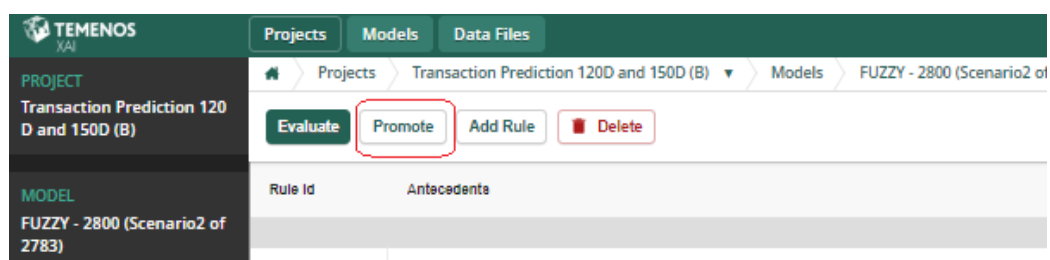 TEMENOS
XAI
Projects Models Data Files
PROJECT
Transaction Prediction 120
D and 150D (B)
Projects Transaction Prediction 120D and 150D (B) Models FUZZY - 2800 (Scenario2 of
Evaluate Promote Add Rule Delete
MODEL
FUZZY - 2800 (Scenario2 of
2783)
Rule Id Antecedents